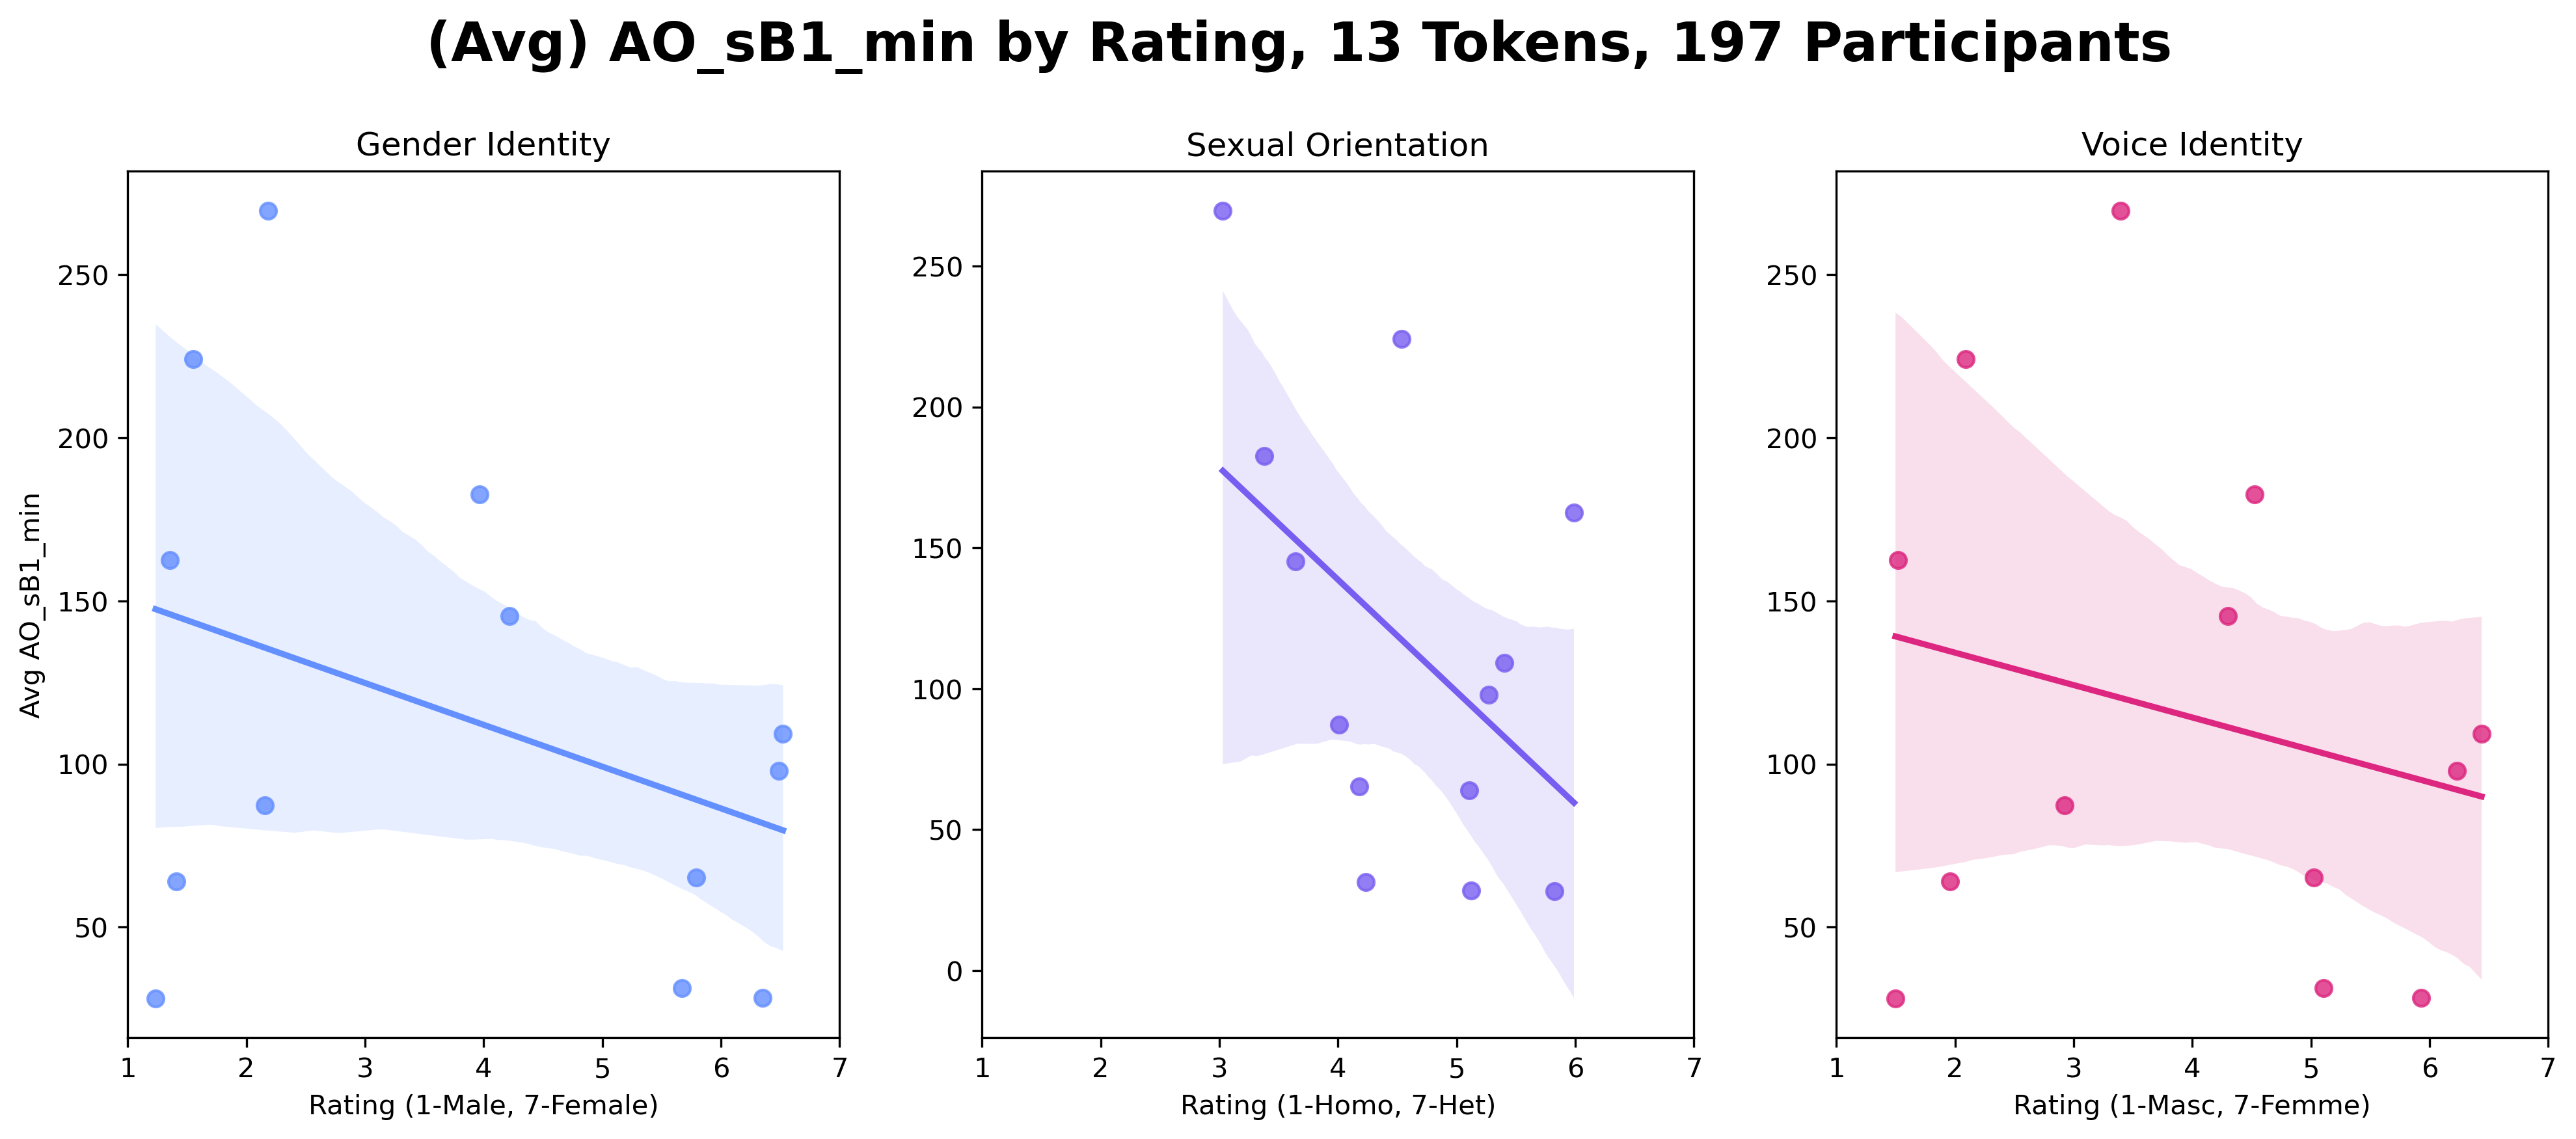 (Avg) AO_sB1_min by Rating, 13 Tokens, 197 Participants
Gender Identity
Avg AO_sB1_min
250
200
150
100
50
1 2 3 4 5 6 7
Rating (1-Male, 7-Female)
Sexual Orientation
250
200
150
100
50
0
1 2 3 4 5 6 7
Rating (1-Homo, 7-Het)
Voice Identity
250
200
150
100
50
1 2 3 4 5 6 7
Rating (1-Masc, 7-Femme)